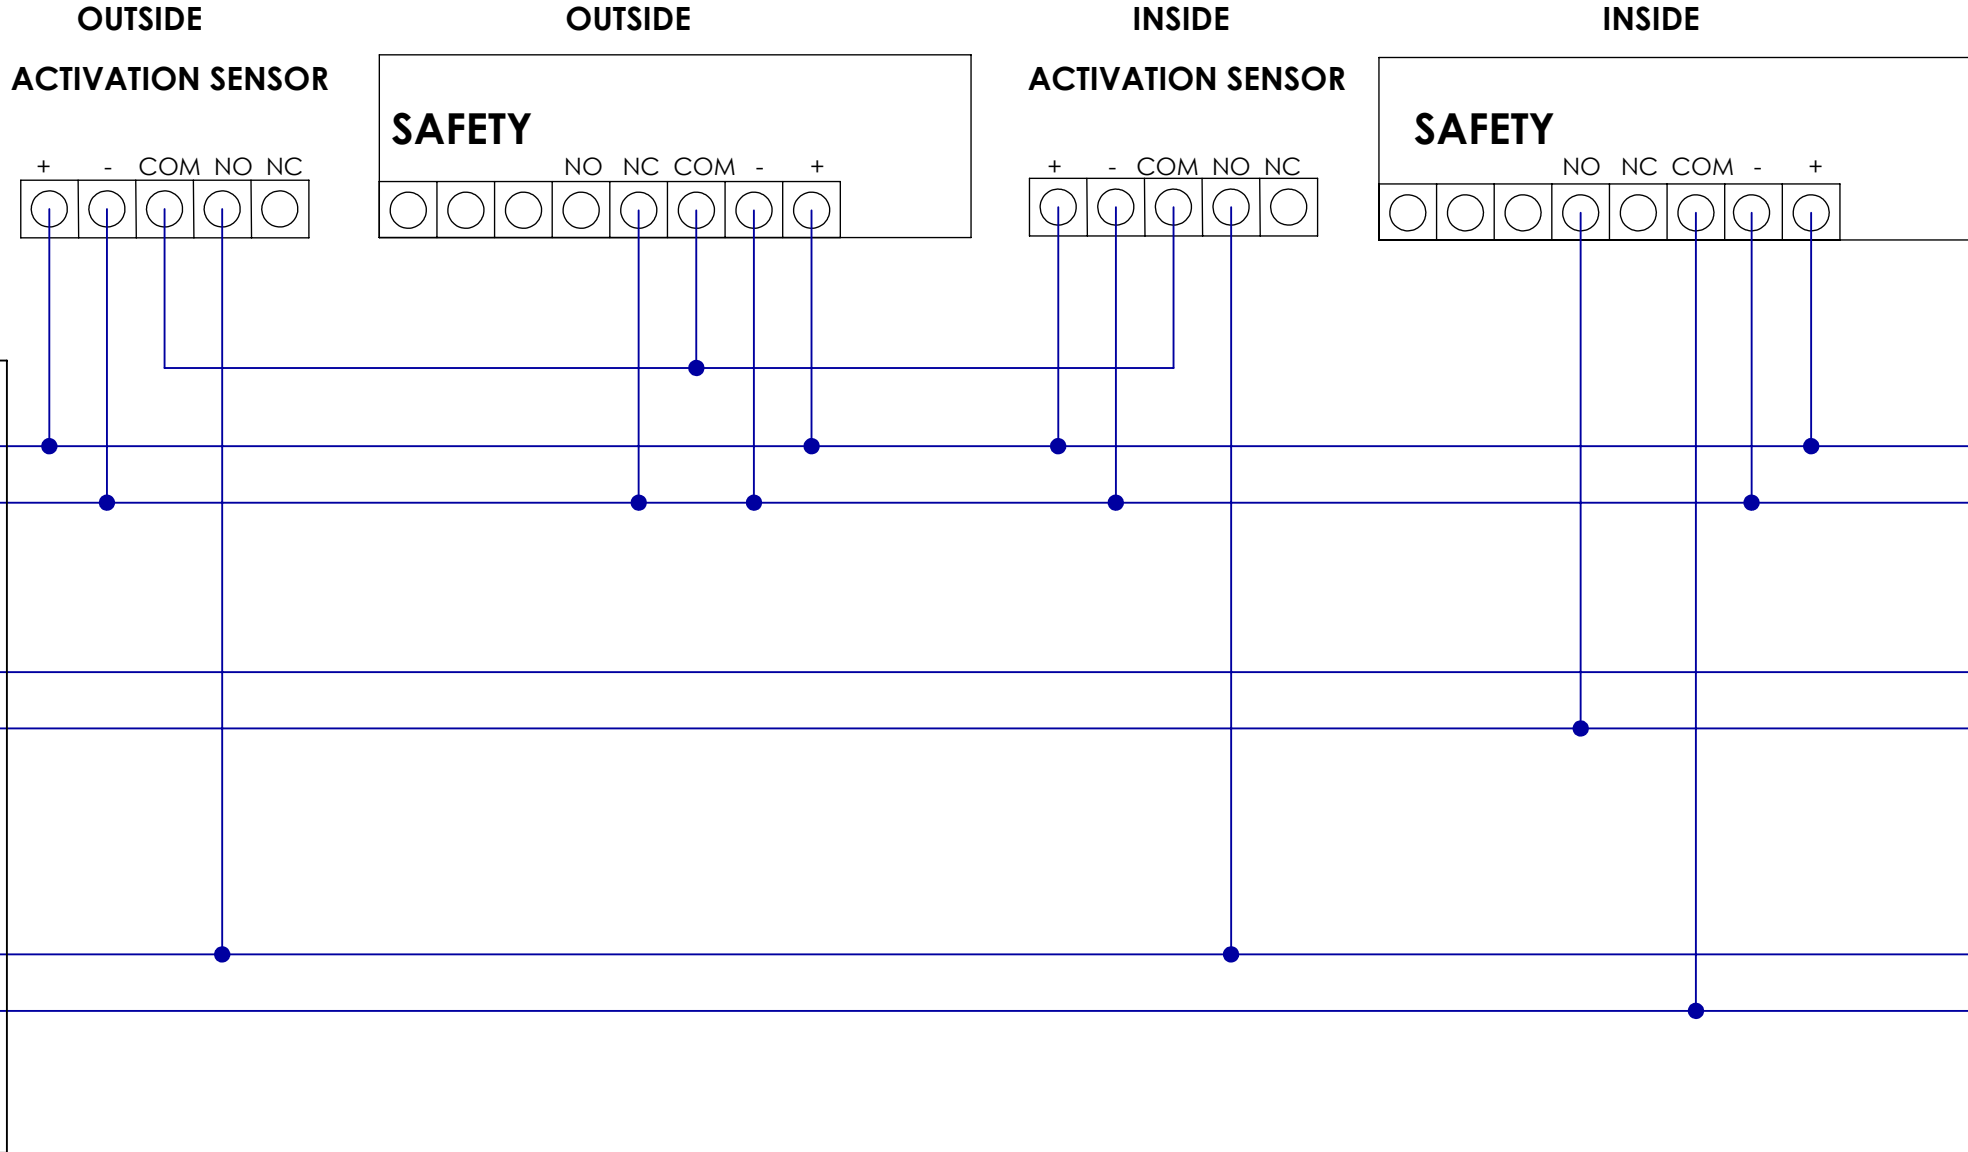 OUTSIDE OUTSIDE INSIDE INSIDE
ACTIVATION SENSOR ACTIVATION SENSOR
SAFETY SAFETY
+ - COM NO NC NO NC COM - + + - COM NO NC NO NC COM - +